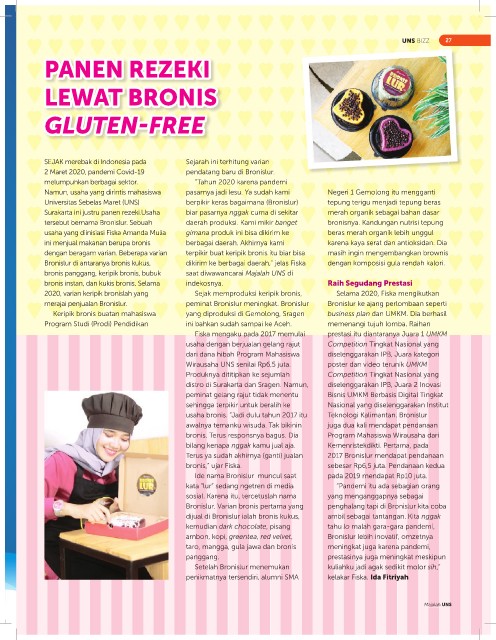 UNS BIZZ 27
PANEN REZEKI
LEWAT BRONIS
GLUTEN-FREE
SEJAK merebak di Indonesia pada
2 Maret 2020, pandemi Covid-19
melumpuhkan berbagai sektor.
Namun, usaha yang dirintis mahasiswa
Universitas Sebelas Maret (UNS)
Surakarta ini justru panen rezeki.Usaha
tersebut bernama Bronislur. Sebuah
usaha yang diinisiasi Fiska Amanda Mulia
ini menjual makanan berupa bronis
dengan beragam varian. Beberapa varian
Bronislur di antaranya bronis kukus,
bronis panggang, keripik bronis, bubuk
bronis instan, dan kukis bronis. Selama
2020, varian keripik bronislah yang
merajai penjualan Bronislur.
Keripik bronis buatan mahasiswa
Program Studi (Prodi) Pendidikan
Sejarah ini terhitung varian
pendatang baru di Bronislur.
"Tahun 2020 karena pandemi
pasarnya jadi lesu. Ya sudah kami
berpikir keras bagaimana (Bronislur)
biar pasarnya nggak cuma di sekitar
daerah produksi. Kami mikir banget
gimana produk ini bisa dikirim ke
berbagai daerah. Akhirnya kami
terpikir buat keripik bronis itu biar bisa
dikirim ke berbagai daerah," jelas Fiska
saat diwawancarai Majalah UNS di
indekosnya.
Sejak memproduksi keripik bronis,
peminat Bronislur meningkat. Bronislur
yang diproduksi di Gemolong, Sragen
ini bahkan sudah sampai ke Aceh.
Fiska mengaku pada 2017 memulai
usaha dengan berjualan gelang rajut
dari dana hibah Program Mahasiswa
Wirausaha UNS senilai Rp6,5 juta.
Produknya dititipkan ke sejumlah
distro di Surakarta dan Sragen. Namun,
peminat gelang rajut tidak menentu
sehingga terpikir untuk beralih ke
usaha bronis. "Jadi dulu tahun 2017 itu
awalnya temanku wisuda. Tak bikinin
bronis. Terus responsnya bagus. Dia
bilang kenapa nggak kamu jual aja.
Terus ya sudah akhirnya (ganti) jualan
bronis," ujar Fiska.
Ide nama Bronislur muncul saat
kata "lur" sedang ngetren di media
sosial. Karena itu, tercetuslah nama
Bronislur. Varian bronis pertama yang
dijual di Bronislur ialah bronis kukus,
kemudian dark chocolate, pisang
ambon, kopi, greentea, red velvet,
taro, mangga, gula jawa dan bronis
panggang.
Setelah Bronislur menemukan
penikmatnya tersendiri, alumni SMA
Negeri 1 Gemolong itu mengganti
tepung terigu menjadi tepung beras
merah organik sebagai bahan dasar
bronisnya. Kandungan nutrisi tepung
beras merah organik lebih unggul
karena kaya serat dan antioksidan. Dia
masih ingin mengembangkan brownis
dengan komposisi gula rendah kalori.
Raih Segudang Prestasi
Selama 2020, Fiska mengikutkan
Bronislur ke ajang perlombaan seperti
business plan dan UMKM. Dia berhasil
memenangi tujuh lomba. Raihan
prestasi itu diantaranya Juara 1 UMKM
Competition Tingkat Nasional yang
diselenggarakan IPB, Juara kategori
poster dan video terunik UMKM
Competition Tingkat Nasional yang
diselenggarakan IPB, Juara 2 Inovasi
Bisnis UMKM Berbasis Digital Tingkat
Nasional yang diselenggarakan Institut
Teknologi Kalimantan. Bronislur
juga dua kali mendapat pendanaan
Program Mahasiswa Wirausaha dari
Kemenristekdikti. Pertama, pada
2017 Bronislur mendapat pendanaan
sebesar Rp6,5 juta. Pendanaan kedua
pada 2019 mendapat Rp10 juta.
"Pandemi itu ada sebagian orang
yang menganggapnya sebagai
penghalang tapi di Bronislur kita coba
ambil sebagai tantangan. Kita nggak
tahu lo malah gara-gara pandemi,
Bronislur lebih inovatif, omzetnya
meningkat juga karena pandemi,
prestasinya juga meningkat meskipun
kuliahku jadi agak sedikit molor sih,"
kelakar Fiska. Ida Fitriyah
Majalah UNS